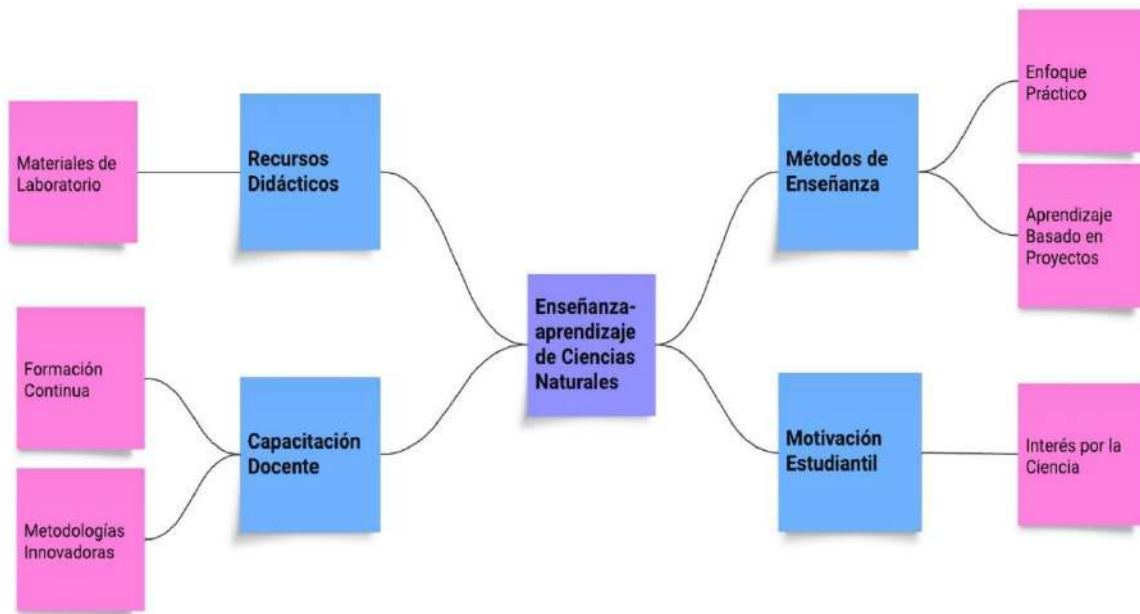 Materiales de
Laboratorio
Recursos
Didácticos
Formación
Continua
Metodologías
Innovadoras
Capacitación
Docente
Enseñanza-
aprendizaje
de Ciencias
Naturales
Métodos de
Enseñanza
Enfoque
Práctico
Aprendizaje
Basado en
Proyectos
Motivación
Estudiantil
Interés por la
Ciencia